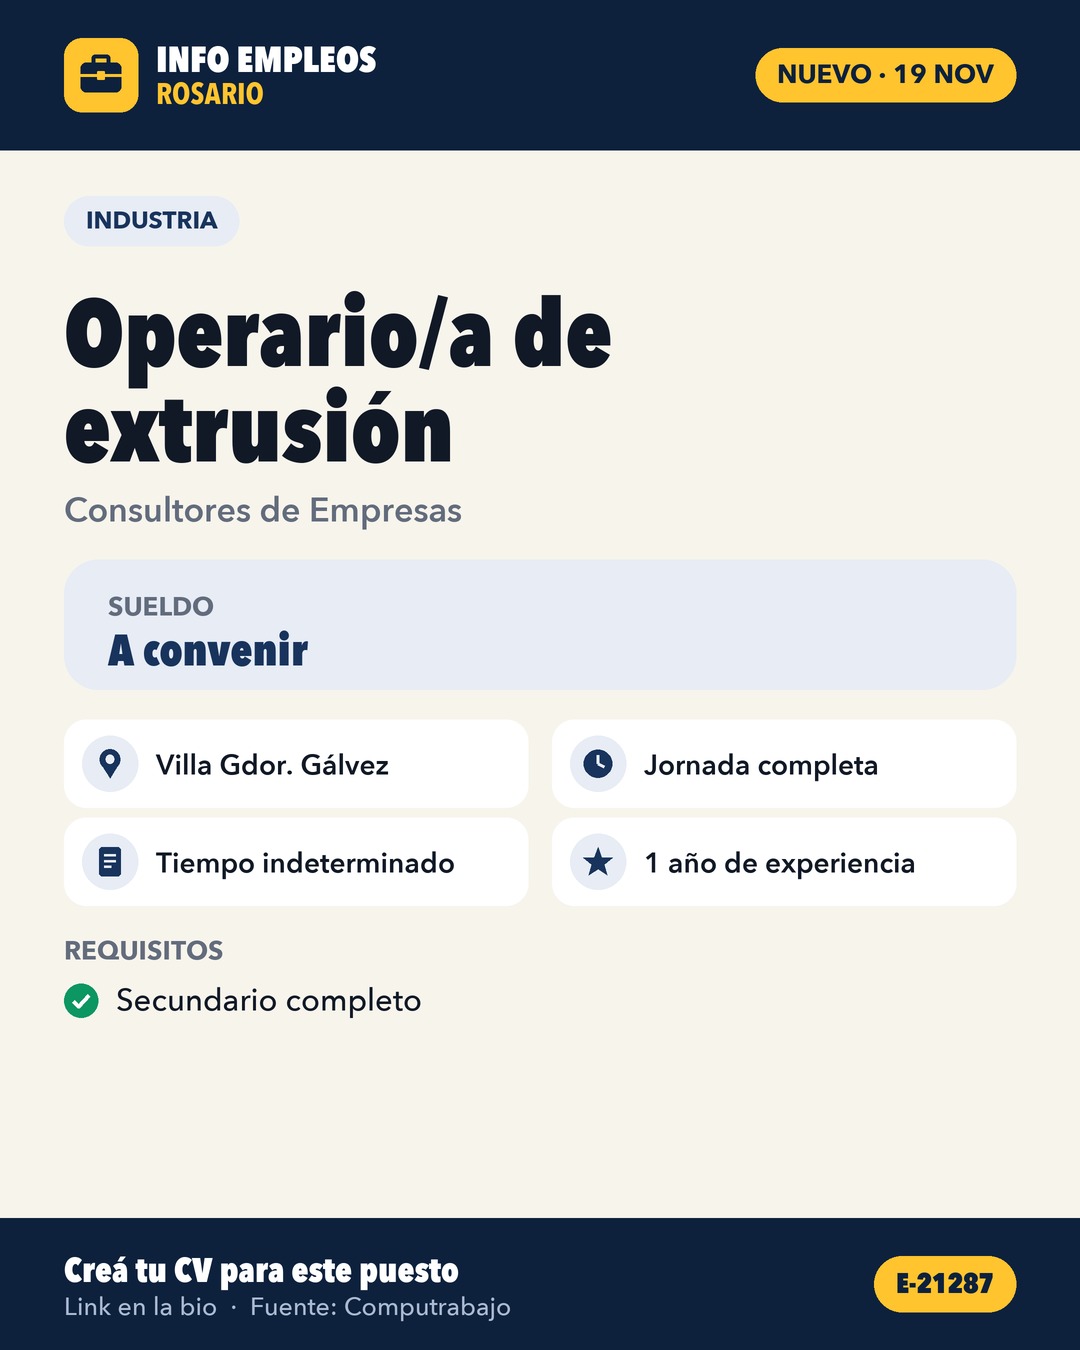 INFO EMPLEOS
ROSARIO
NUEVO · 19 NOV
INDUSTRIA
Operario/a de
extrusión
Consultores de Empresas
SUELDO
A convenir
Villa Gdor. Gálvez
Jornada completa
Tiempo indeterminado
1 año de experiencia
REQUISITOS
Secundario completo
Creá tu CV para este puesto
Link en la bio · Fuente: Computrabajo
E-21287